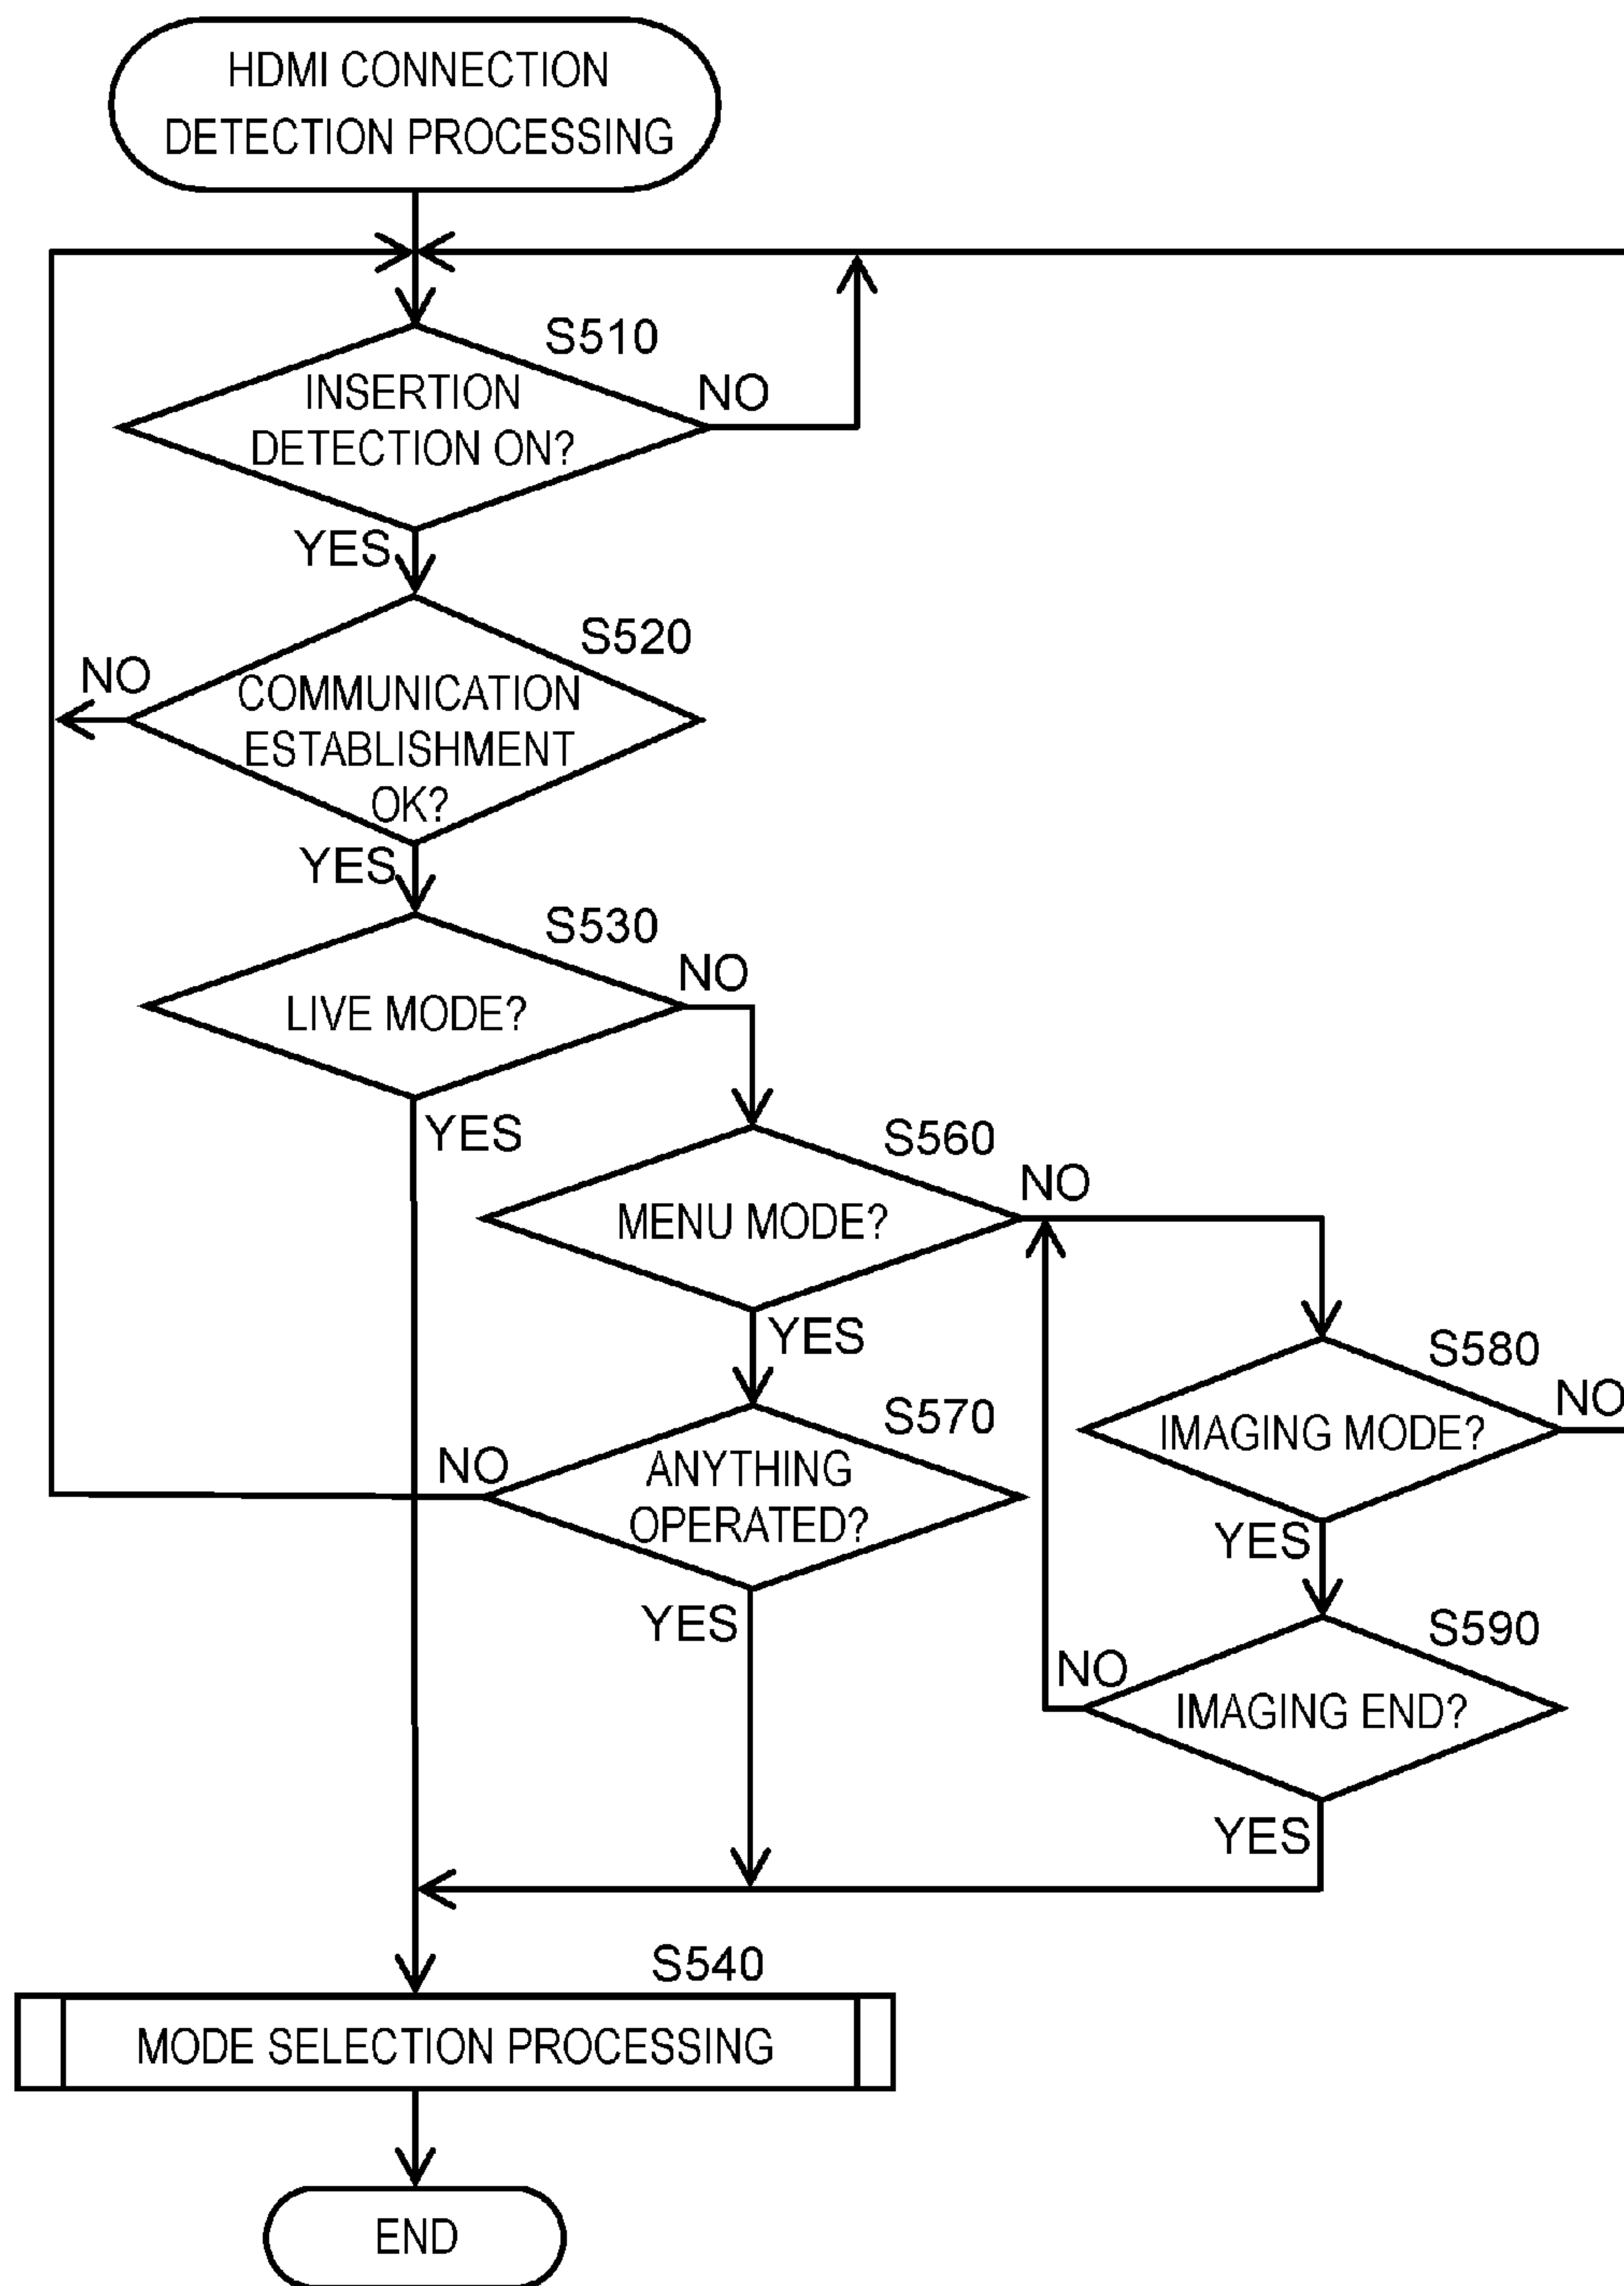 HDMI CONNECTION
DETECTION PROCESSING
S510
INSERTION
DETECTION ON?
NO
YES
S520
NO
COMMUNICATION
ESTABLISHMENT
OK?
YES
S530
NO
LIVE MODE?
YES
S560
NO
MENU MODE?
YES
S580
NO
IMAGING MODE?
YES
S570
NO
ANYTHING
OPERATED?
YES
S590
NO
IMAGING END?
YES
S540
MODE SELECTION PROCESSING
END